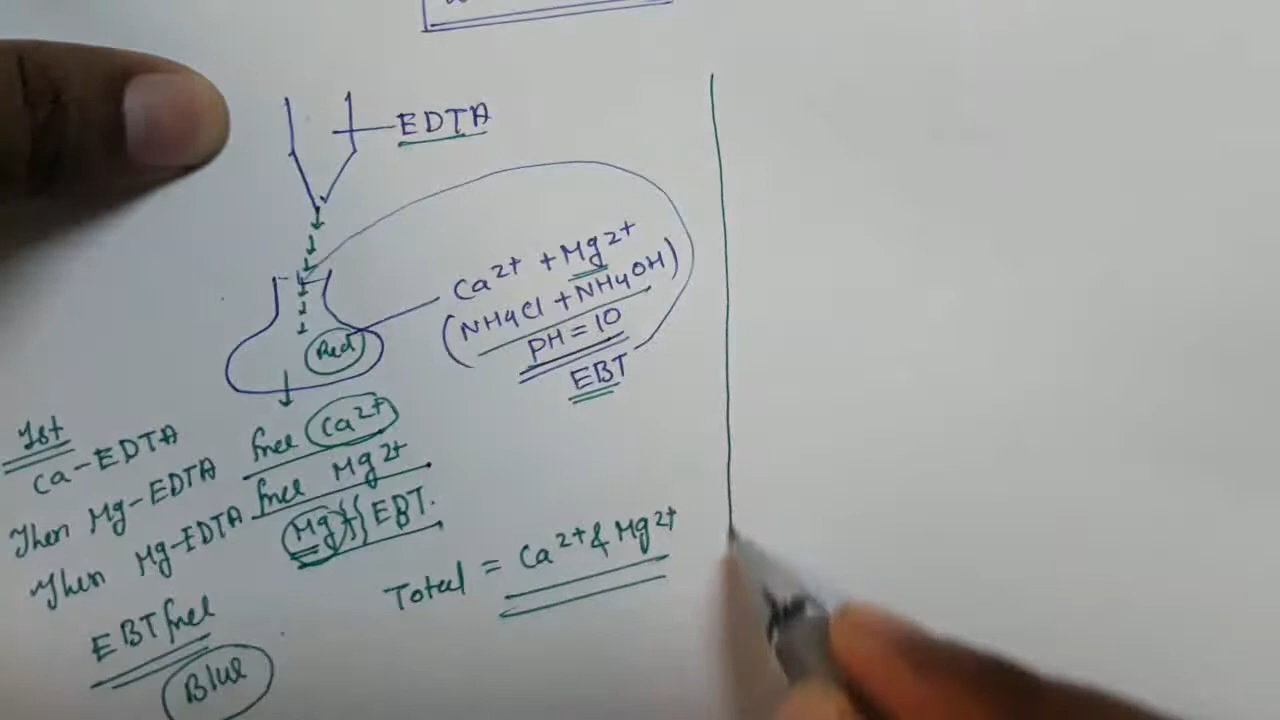 EDTA
Ca2+ + Mg2+
(NH4Cl + NH4OH)
PH = 10
EBT
Red
1st
Ca-EDTA
free Ca2+
Then Mg-EDTA
free Mg2+
Then Mg-EDTA
Mg EBT.
EBT free
Blue
Total = Ca2+ & Mg2+